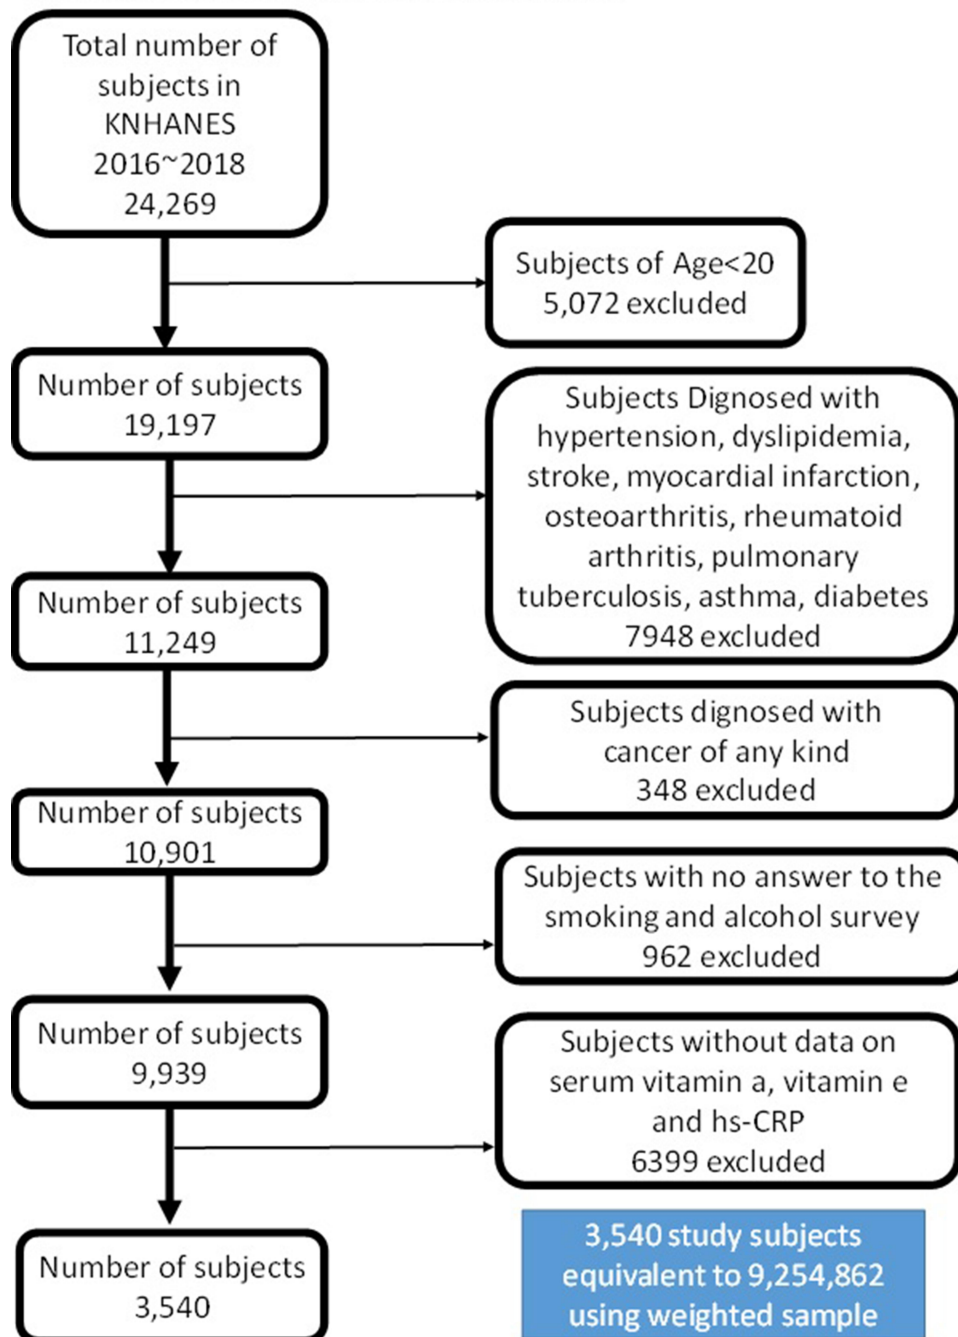 Total number of
subjects in
KNHANES
2016~2018
24,269
Subjects of Age<20
5,072 excluded
Number of subjects
19,197
Subjects Dignosed with
hypertension, dyslipidemia,
stroke, myocardial infarction,
osteoarthritis, rheumatoid
arthritis, pulmonary
tuberculosis, asthma, diabetes
7948 excluded
Number of subjects
11,249
Subjects dignosed with
cancer of any kind
348 excluded
Number of subjects
10,901
Subjects with no answer to the
smoking and alcohol survey
962 excluded
Number of subjects
9,939
Subjects without data on
serum vitamin a, vitamin e
and hs-CRP
6399 excluded
Number of subjects
3,540
3,540 study subjects
equivalent to 9,254,862
using weighted sample